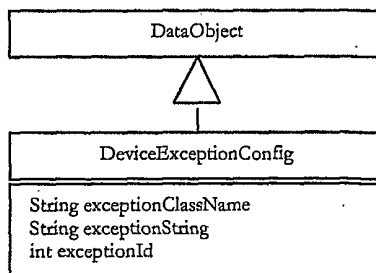 DataObject
DeviceExceptionConfig
String exceptionClassName
String exceptionString
int exceptionId